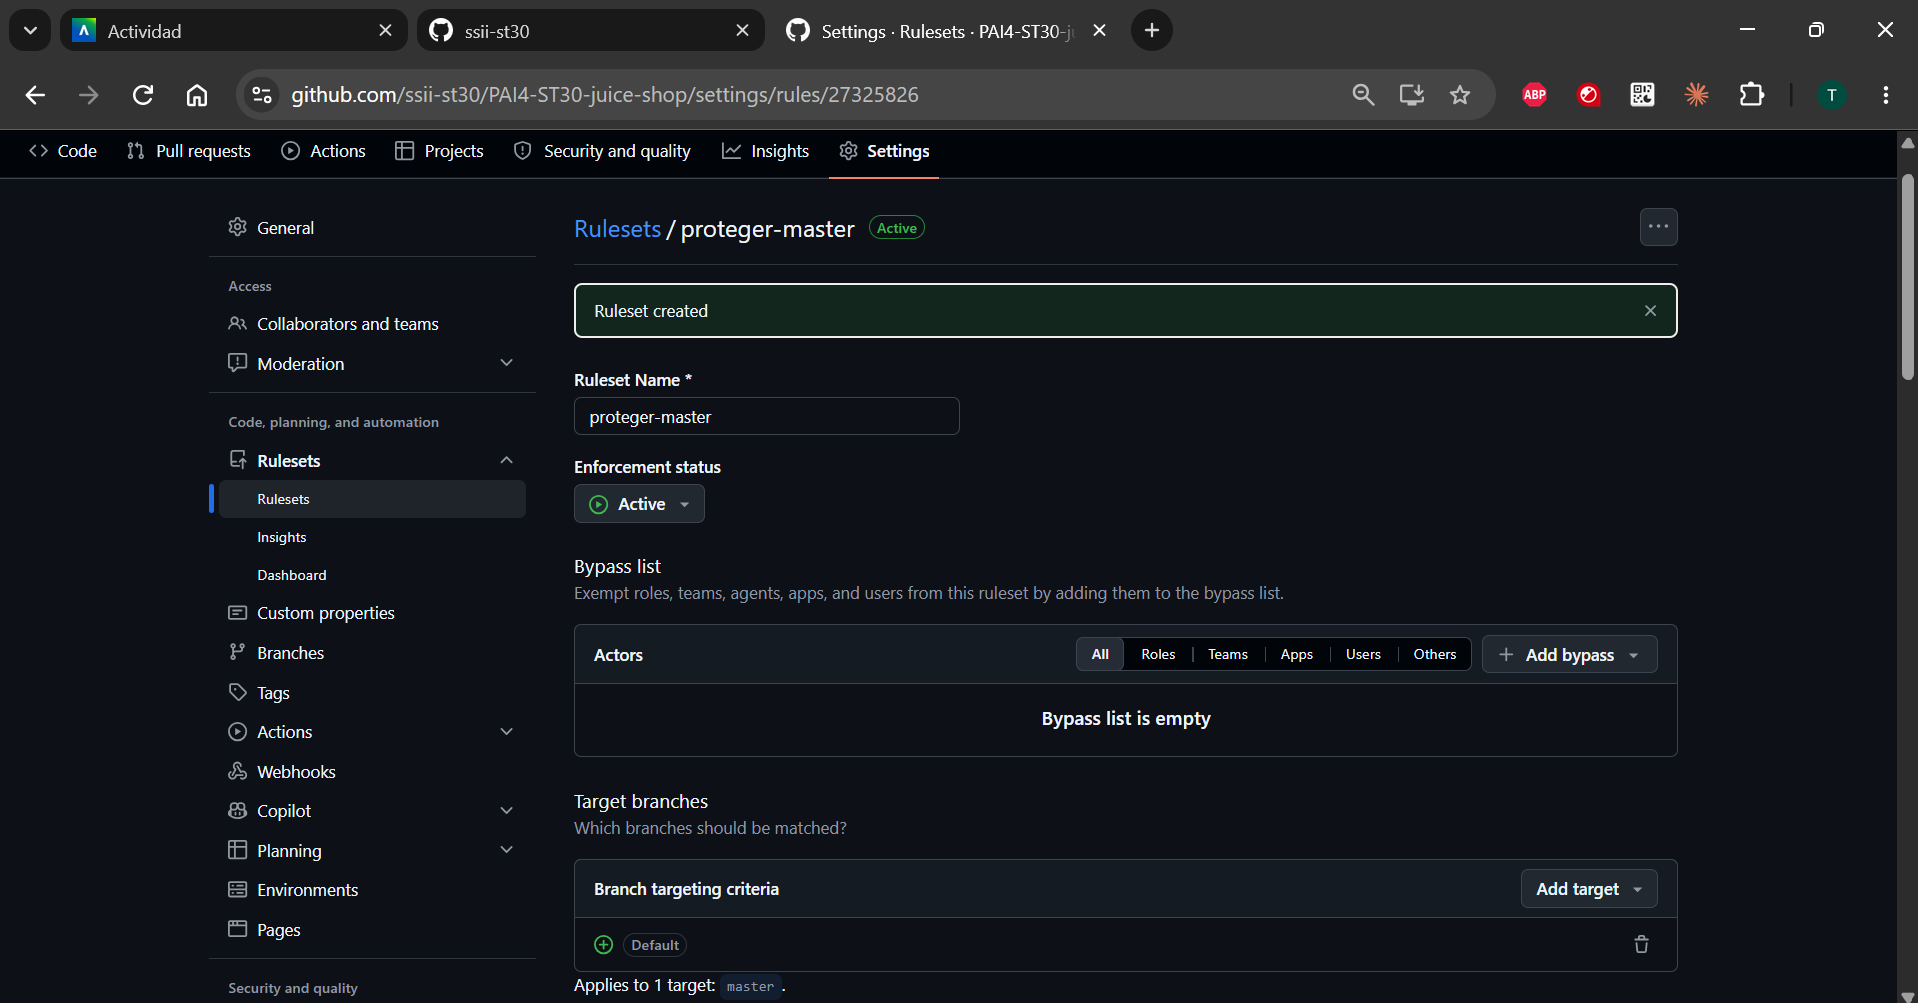 Actividad
ssii-st30
Settings · Rulesets · PAI4-ST30-ju
github.com/ssii-st30/PAI4-ST30-juice-shop/settings/rules/27325826
ABP
T
Code
Pull requests
Actions
Projects
Security and quality
Insights
Settings
General
Access
Collaborators and teams
Moderation
Code, planning, and automation
Rulesets
Rulesets
Insights
Dashboard
Custom properties
Branches
Tags
Actions
Webhooks
Copilot
Planning
Environments
Pages
Security and quality
Rulesets / proteger-master Active
Ruleset created
Ruleset Name *
proteger-master
Enforcement status
Active
Bypass list
Exempt roles, teams, agents, apps, and users from this ruleset by adding them to the bypass list.
Actors All Roles Teams Apps Users Others Add bypass
Bypass list is empty
Target branches
Which branches should be matched?
Branch targeting criteria Add target
Default
Applies to 1 target: master .